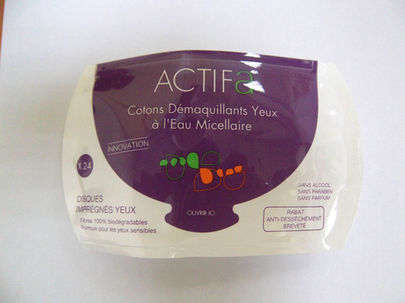 ACTIFa
Cotons Démaquillants Yeux
à l'Eau Micellaire
INNOVATION
X 24
DISQUES
IMPRÉGNÉS YEUX
Fibres 100% biodégradables
Formule pour les yeux sensibles
OUVRIR ICI
SANS ALCOOL
SANS PARABEN
SANS PARFUM
RABAT
ANTI-DESSÈCHEMENT
BREVETÉ